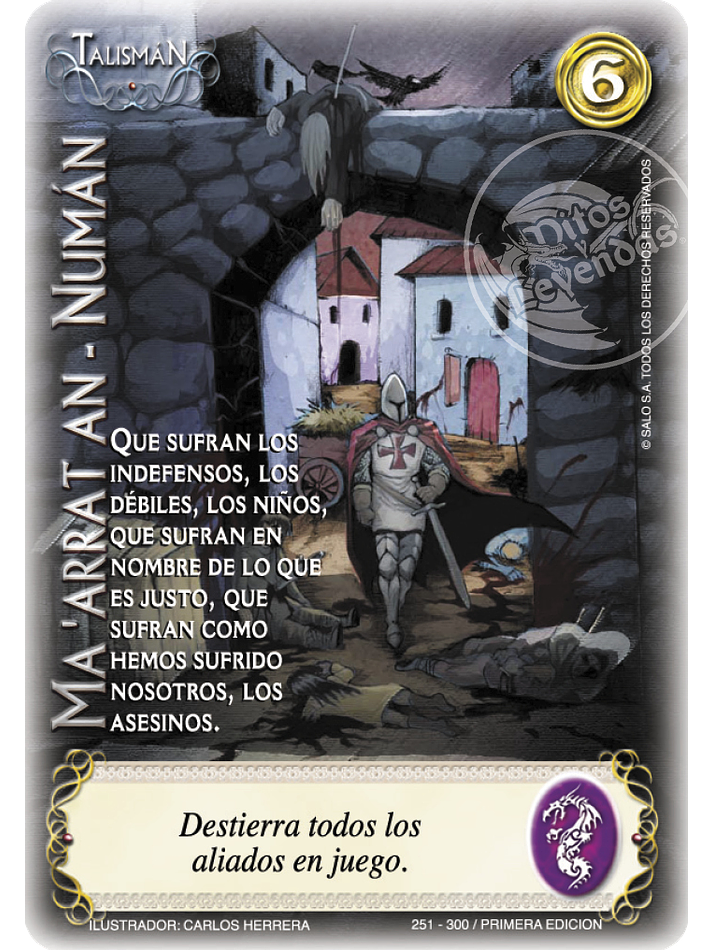 Talismán
6
Ma'arrat an - Numán
Mitos
y
Leyendas
© SALO S.A. TODOS LOS DERECHOS RESERVADOS
Que sufran los
indefensos, los
débiles, los niños,
que sufran en
nombre de lo que
es justo, que
sufran como
hemos sufrido
nosotros, los
asesinos.
Destierra todos los
aliados en juego.
ILUSTRADOR: CARLOS HERRERA
251 - 300 / PRIMERA EDICION